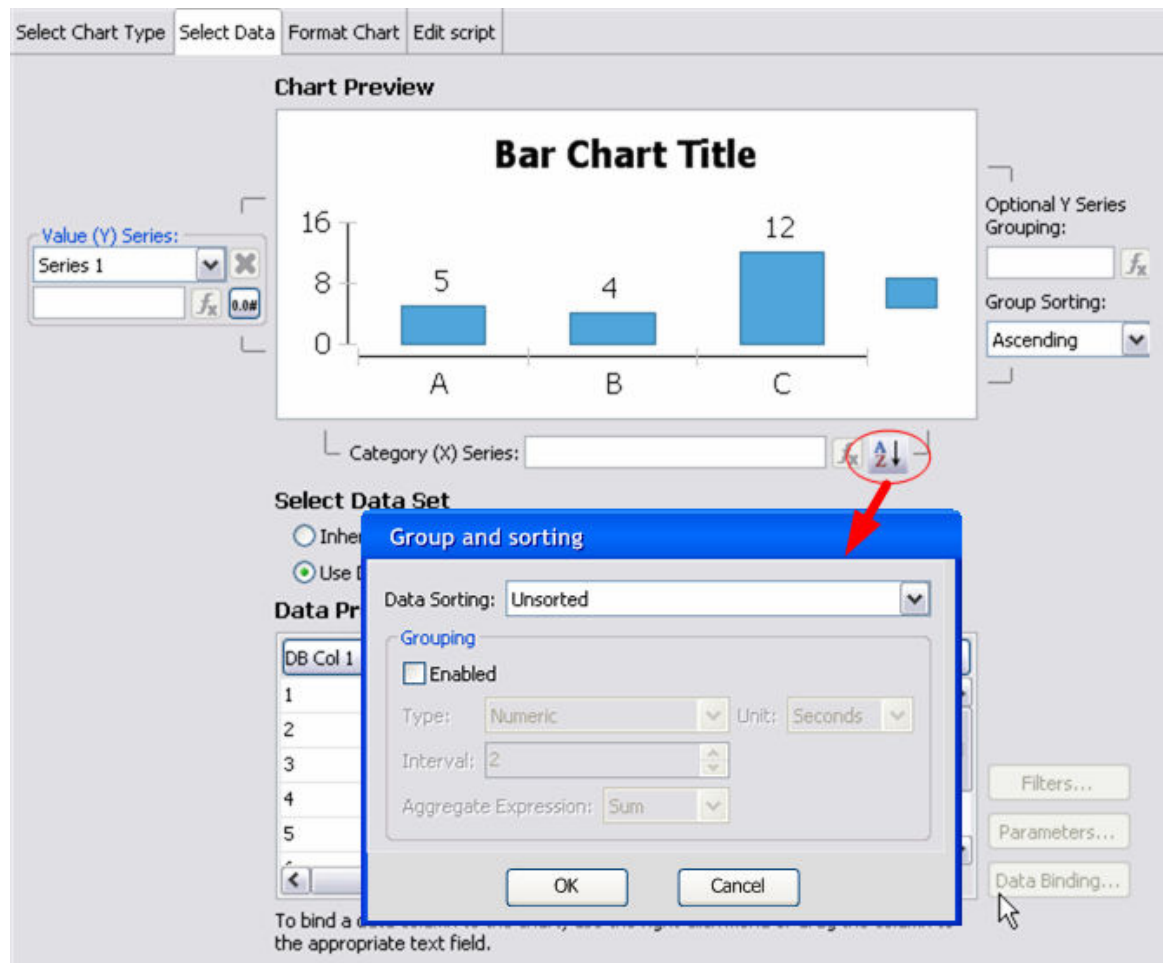 Select Chart Type Select Data Format Chart Edit script
Chart Preview
Bar Chart Title
16
8
0
5
4
12
A B C
Value (Y) Series:
Series 1
fx 0.0#
Optional Y Series
Grouping:
fx
Group Sorting:
Ascending
Category (X) Series:
fx AZ
Select Data Set
Use
Data
Group and sorting
Data Sorting: Unsorted
Grouping
Enabled
Type: Numeric Unit: Seconds
Interval: 2
Aggregate Expression: Sum
OK Cancel
DB Col 1
1
2
3
4
5
Filters...
Parameters...
Data Binding...
To bind a
the appropriate text field.